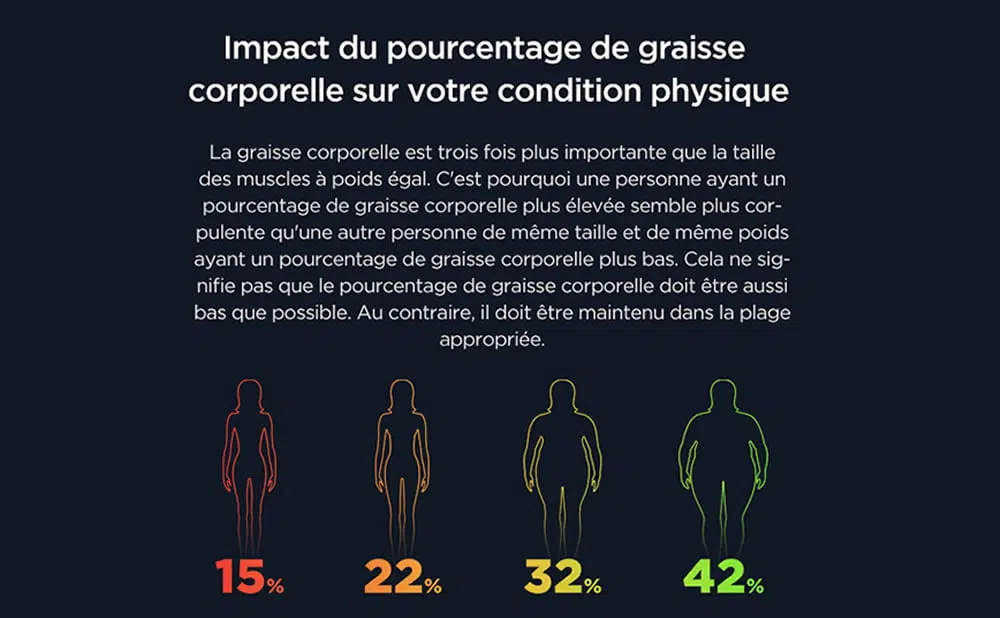 Impact du pourcentage de graisse
corporelle sur votre condition physique
La graisse corporelle est trois fois plus importante que la taille
des muscles à poids égal. C'est pourquoi une personne ayant un
pourcentage de graisse corporelle plus élevée semble plus cor-
pulente qu'une autre personne de même taille et de même poids
ayant un pourcentage de graisse corporelle plus bas. Cela ne sig-
nifie pas que le pourcentage de graisse corporelle doit être aussi
bas que possible. Au contraire, il doit être maintenu dans la plage
appropriée.
15% 22% 32% 42%